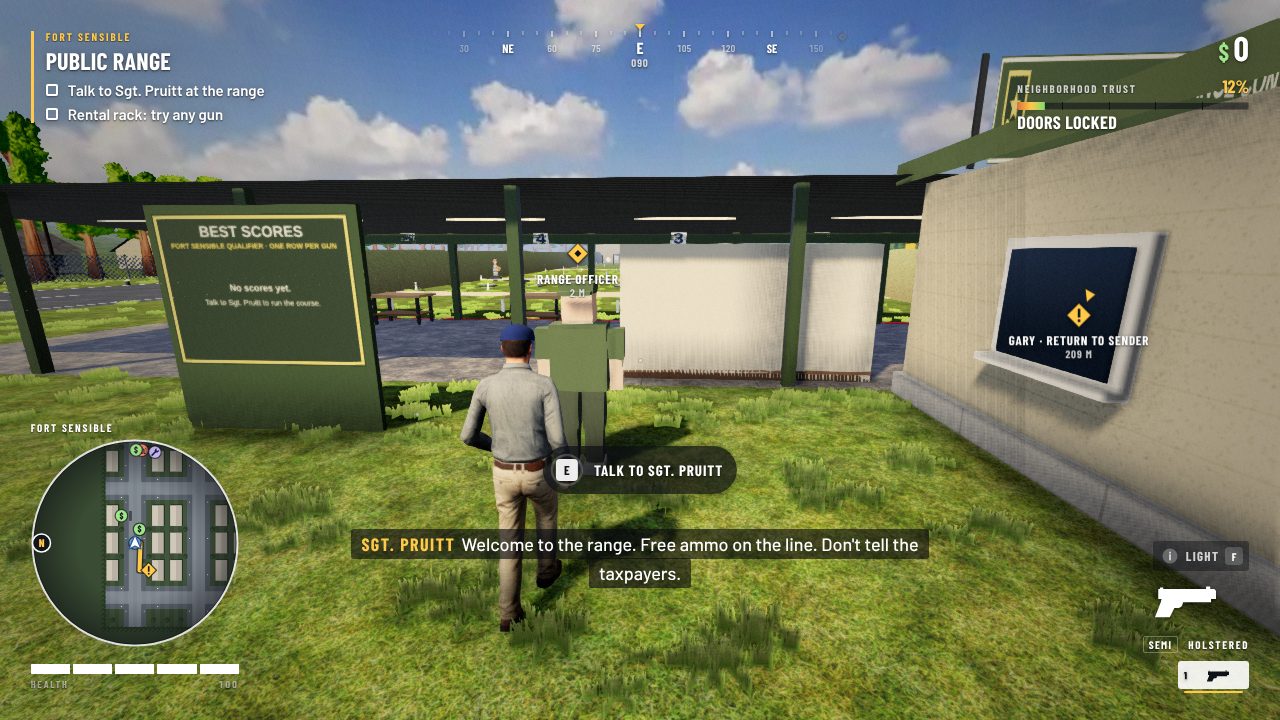 FORT SENSIBLE
PUBLIC RANGE
Talk to Sgt. Pruitt at the range
Rental rack: try any gun
30 NE 60 75 E 105 120 SE 150
090
$0
NEIGHBORHOOD TRUST 12%
DOORS LOCKED
BEST SCORES
FORT SENSIBLE QUALIFIER · ONE ROW PER GUN
No scores yet.
Talk to Sgt. Pruitt to run the course.
4
3
RANGE OFFICER
2 M
GARY · RETURN TO SENDER
209 M
E TALK TO SGT. PRUITT
SGT. PRUITT Welcome to the range. Free ammo on the line. Don't tell the
taxpayers.
FORT SENSIBLE
$
$
$
N
HEALTH 100
LIGHT F
SEMI HOLSTERED
1